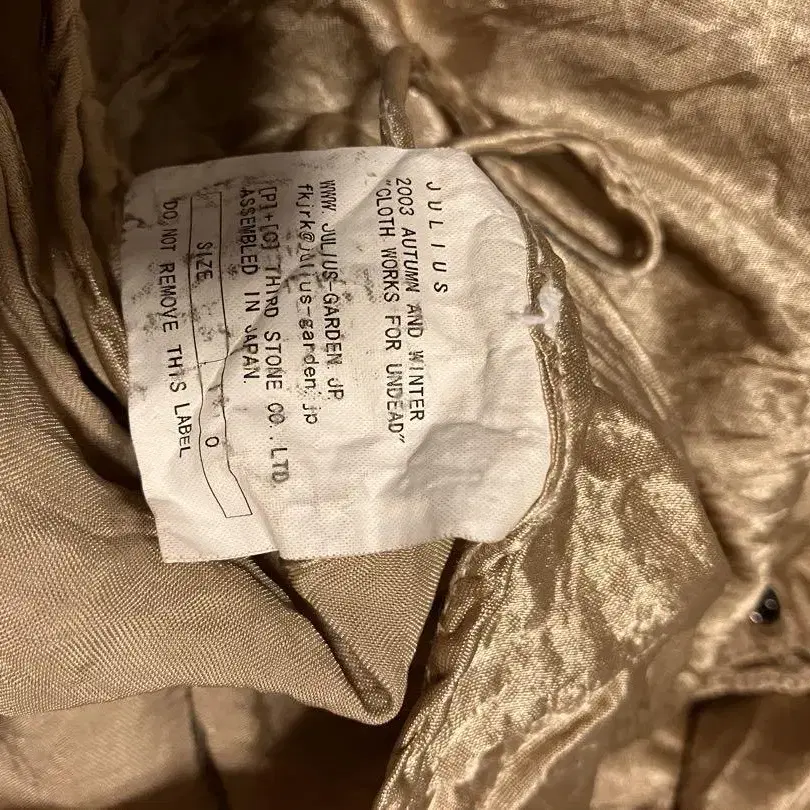 JULIUS
2003 AUTUMN AND WINTER
"CLOTH WORKS FOR UNDEAD"
WWW.JULIUS-GARDEN.JP
fkjrk@julius-garden.jp
[P]+[G] THIRD STONE CO.,LTD
ASSEMBLED IN JAPAN.
SIZE 0
DO NOT REMOVE THIS LABEL